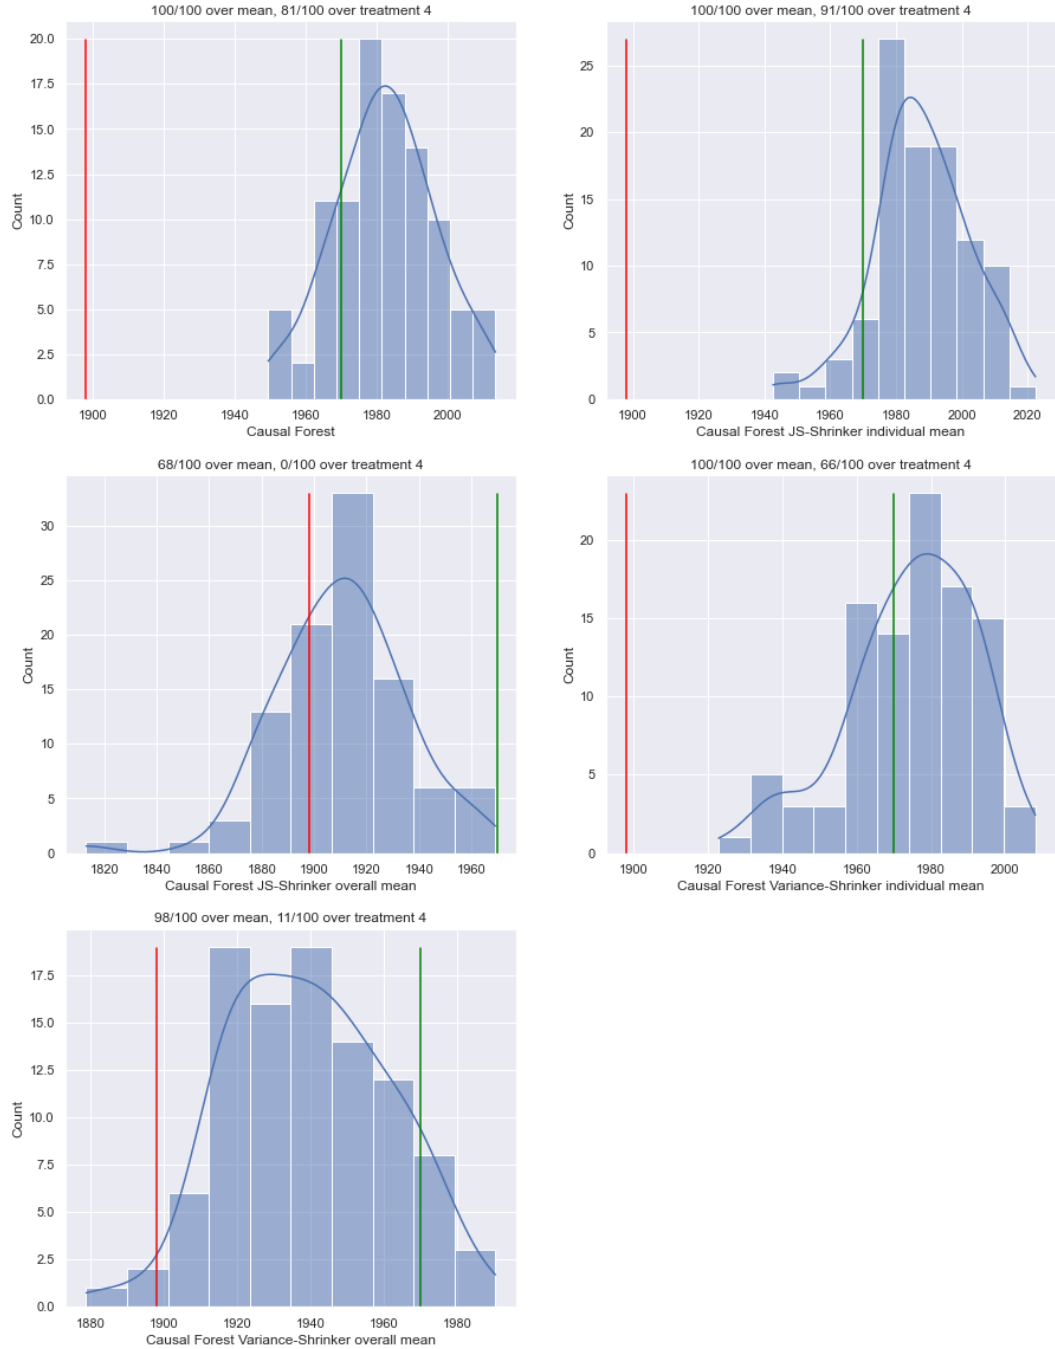 100/100 over mean, 81/100 over treatment 4
20.0
17.5
15.0
12.5
10.0
7.5
5.0
2.5
0.0
Count
1900 1920 1940 1960 1980 2000
Causal Forest
100/100 over mean, 91/100 over treatment 4
25
20
15
10
5
0
Count
1900 1920 1940 1960 1980 2000 2020
Causal Forest JS-Shrinker individual mean
68/100 over mean, 0/100 over treatment 4
30
25
20
15
10
5
0
Count
1820 1840 1860 1880 1900 1920 1940 1960
Causal Forest JS-Shrinker overall mean
100/100 over mean, 66/100 over treatment 4
20
15
10
5
0
Count
1900 1920 1940 1960 1980 2000
Causal Forest Variance-Shrinker individual mean
98/100 over mean, 11/100 over treatment 4
17.5
15.0
12.5
10.0
7.5
5.0
2.5
0.0
Count
1880 1900 1920 1940 1960 1980
Causal Forest Variance-Shrinker overall mean